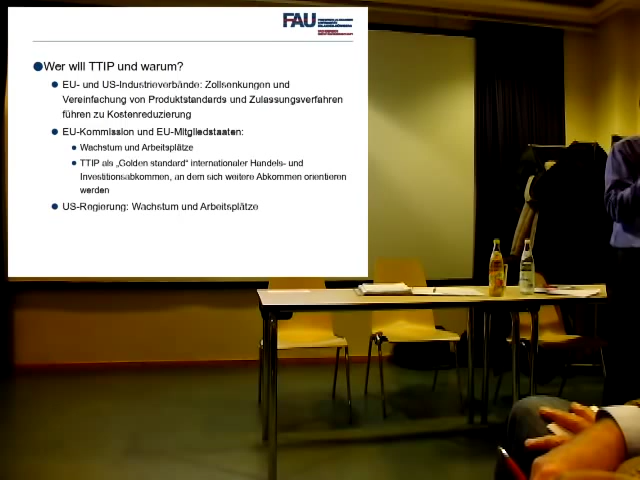 FAU
Wer will TTIP und warum?
EU- und US-Industrieverbände: Zollsenkungen und
Vereinfachung von Produktstandards und Zulassungsverfahren
führen zu Kostenreduzierung
EU-Kommission und EU-Mitgliedstaaten:
Wachstum und Arbeitsplätze
TTIP als „Golden standard“ internationaler Handels- und
Investitionsabkommen, an dem sich weitere Abkommen orientieren
werden
US-Regierung: Wachstum und Arbeitsplätze